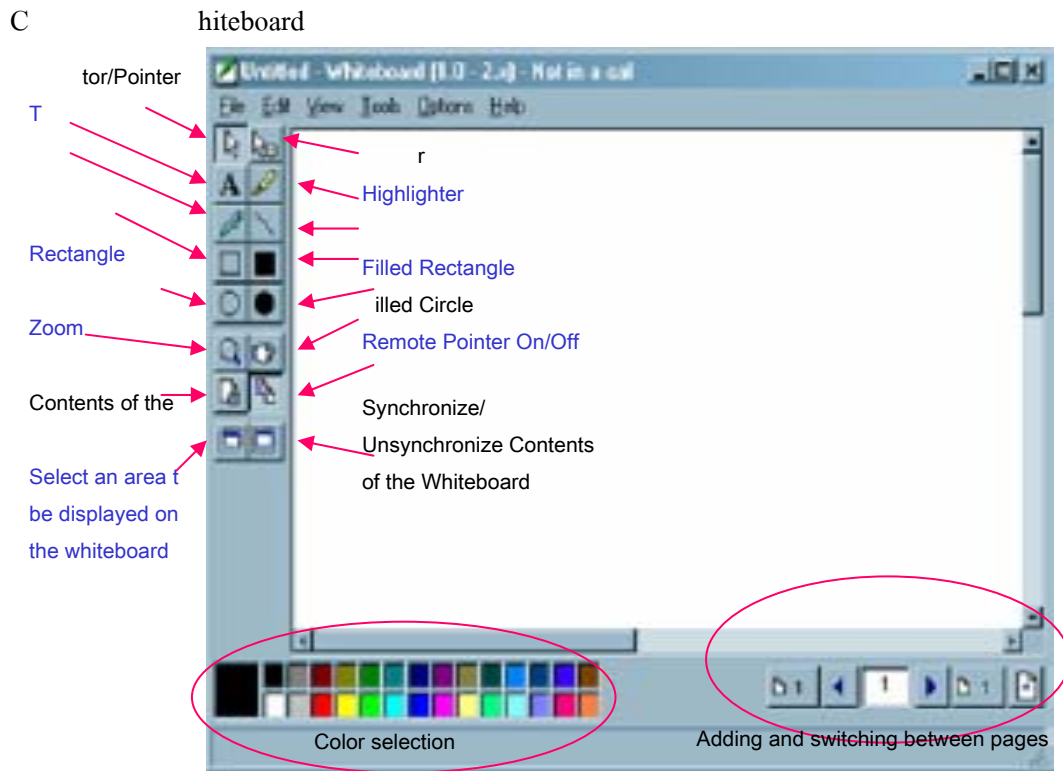 C hiteboard
Untitled - Whiteboard (1.0 - 2.x) - Not in a call
File Edit View Tools Options Help
tor/Pointer
T
r
A
Highlighter
Rectangle
Filled Rectangle
illed Circle
Zoom
Remote Pointer On/Off
Contents of the
Synchronize/
Unsynchronize Contents
of the Whiteboard
Select an area t
be displayed on
the whiteboard
1 1 1
Color selection
Adding and switching between pages